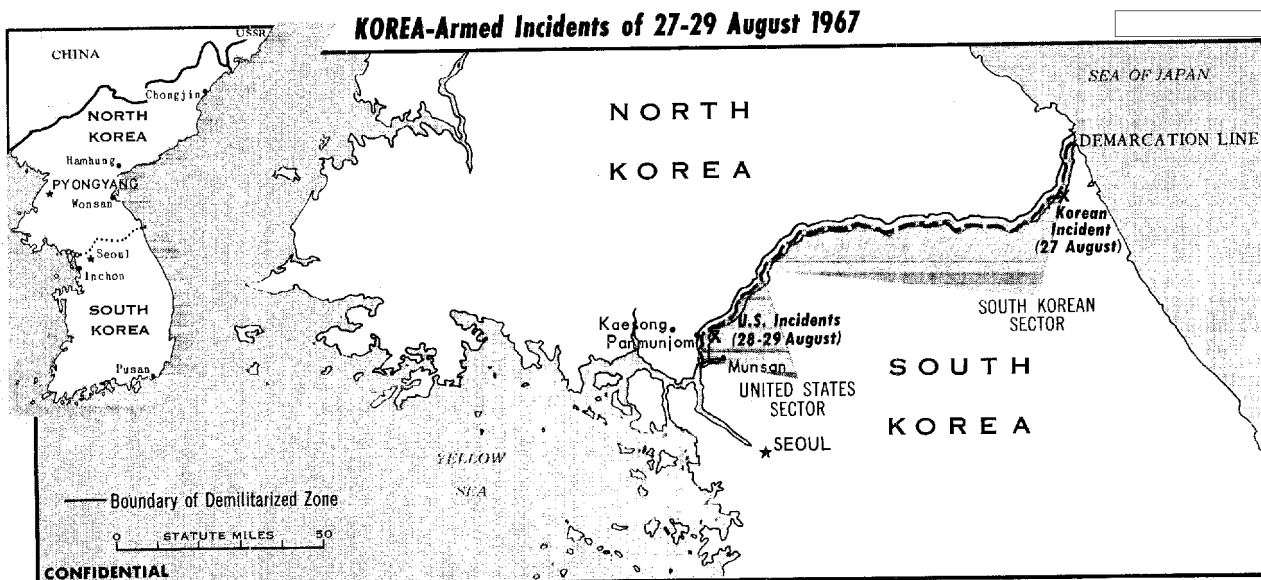 KOREA-Armed Incidents of 27-29 August 1967
CHINA
USSR
Chongjin
NORTH
KOREA
Hamhung
PYONGYANG
Wonsan
Seoul
Inchon
SOUTH
KOREA
Pusan
SEA OF JAPAN
NORTH
KOREA
DEMARCATION LINE
Korean
Incident
(27 August)
SOUTH KOREAN
SECTOR
Kaesong
Panmunjom
U.S. Incidents
(28-29 August)
Munsan
UNITED STATES
SECTOR
SOUTH
KOREA
SEOUL
YELLOW
SEA
Boundary of Demilitarized Zone
0 STATUTE MILES 50
CONFIDENTIAL